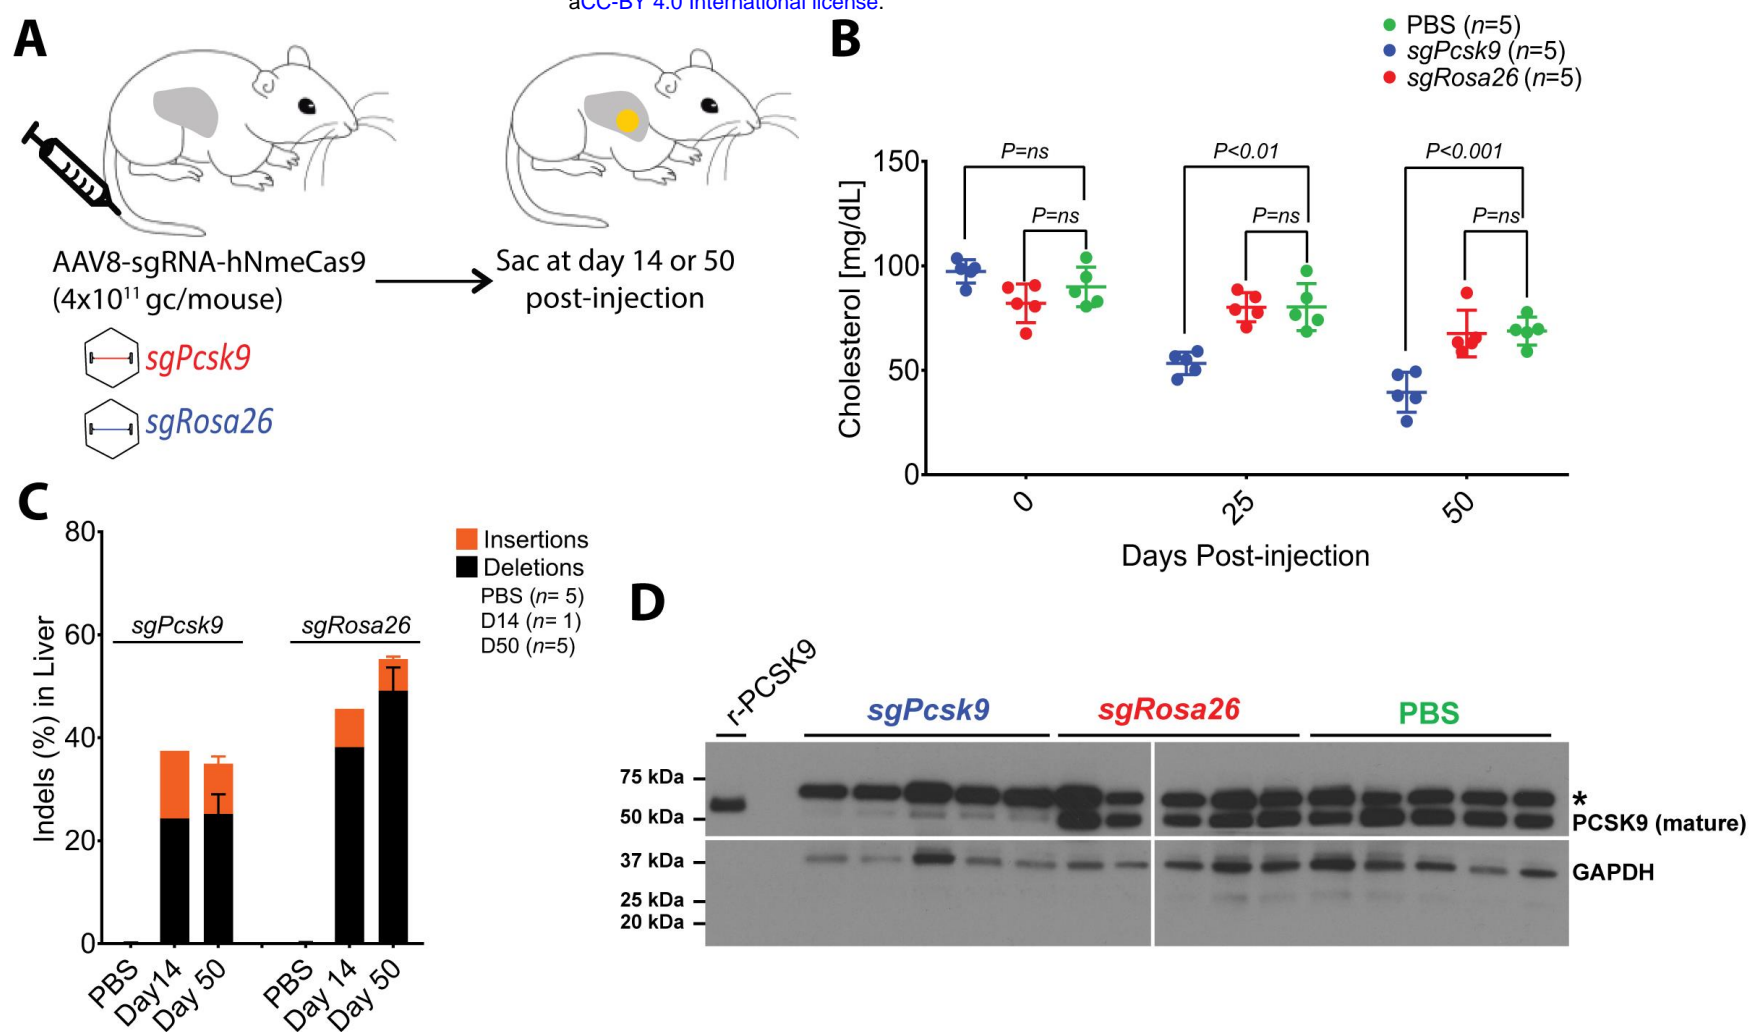 aCC-BY 4.0 International license.
A
AAV8-sgRNA-hNmeCas9
(4x10¹¹ gc/mouse)
sgPcsk9
sgRosa26
Sac at day 14 or 50
post-injection
B
PBS (n=5)
sgPcsk9 (n=5)
sgRosa26 (n=5)
Cholesterol [mg/dL]
150
100
50
0
P=ns
P=ns
P<0.01
P=ns
P<0.001
P=ns
0
25
50
Days Post-injection
C
Indels (%) in Liver
80
60
40
20
0
sgPcsk9
sgRosa26
PBS
Day14
Day 50
PBS
Day 14
Day 50
Insertions
Deletions
PBS (n= 5)
D14 (n= 1)
D50 (n=5)
D
r-PCSK9
sgPcsk9
sgRosa26
PBS
75 kDa
50 kDa
37 kDa
25 kDa
20 kDa
*
PCSK9 (mature)
GAPDH